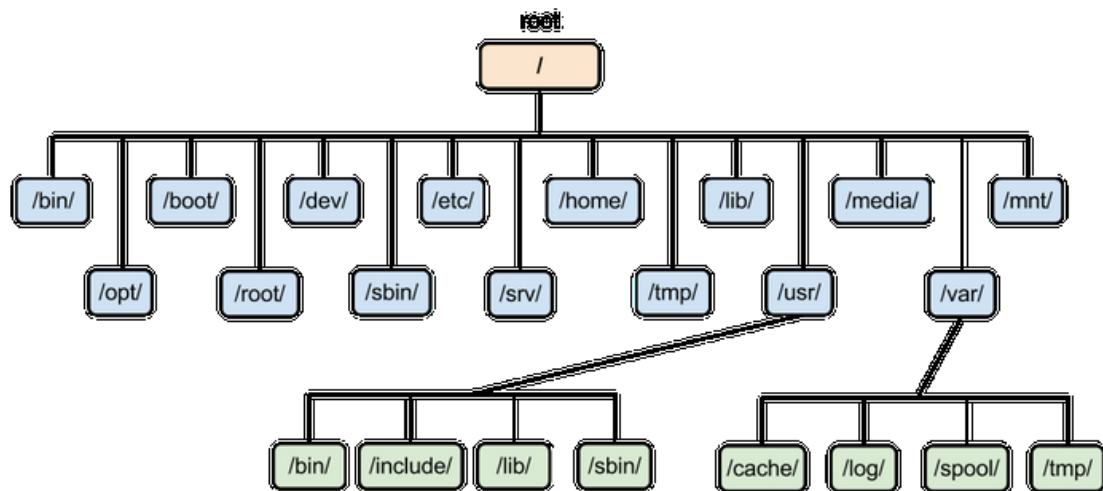 root
/
/bin/ /boot/ /dev/ /etc/ /home/ /lib/ /media/ /mnt/
/opt/ /root/ /sbin/ /srv/ /tmp/ /usr/ /var/
/bin/ /include/ /lib/ /sbin/ /cache/ /log/ /spool/ /tmp/